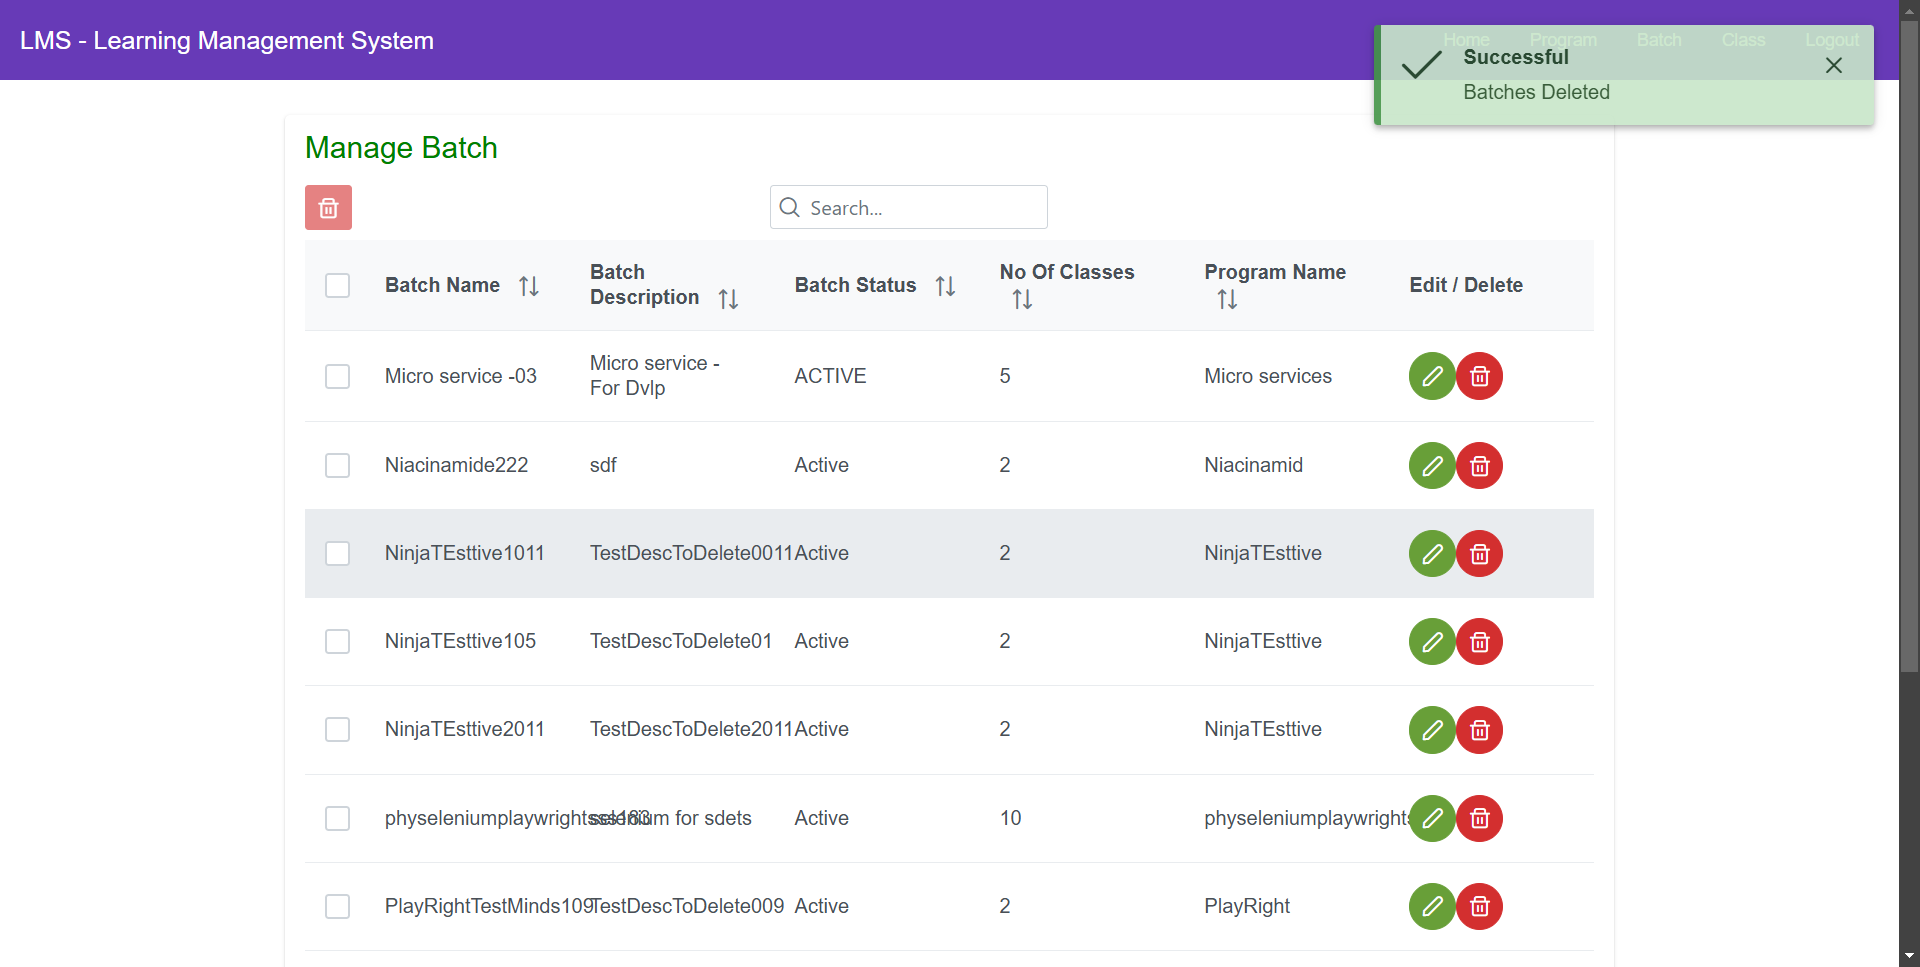 LMS - Learning Management System
Home Program Batch Class Logout
Successful
Batches Deleted
Manage Batch
Search...
Batch Name Batch Description Batch Status No Of Classes Program Name Edit / Delete
Micro service -03 Micro service - For Dvlp ACTIVE 5 Micro services
Niacinamide222 sdf Active 2 Niacinamid
NinjaTEsttive1011 TestDescToDelete0011 Active 2 NinjaTEsttive
NinjaTEsttive105 TestDescToDelete01 Active 2 NinjaTEsttive
NinjaTEsttive2011 TestDescToDelete2011 Active 2 NinjaTEsttive
selenium for sdets Active 10
PlayRightTestMinds109 TestDescToDelete009 Active 2 PlayRight